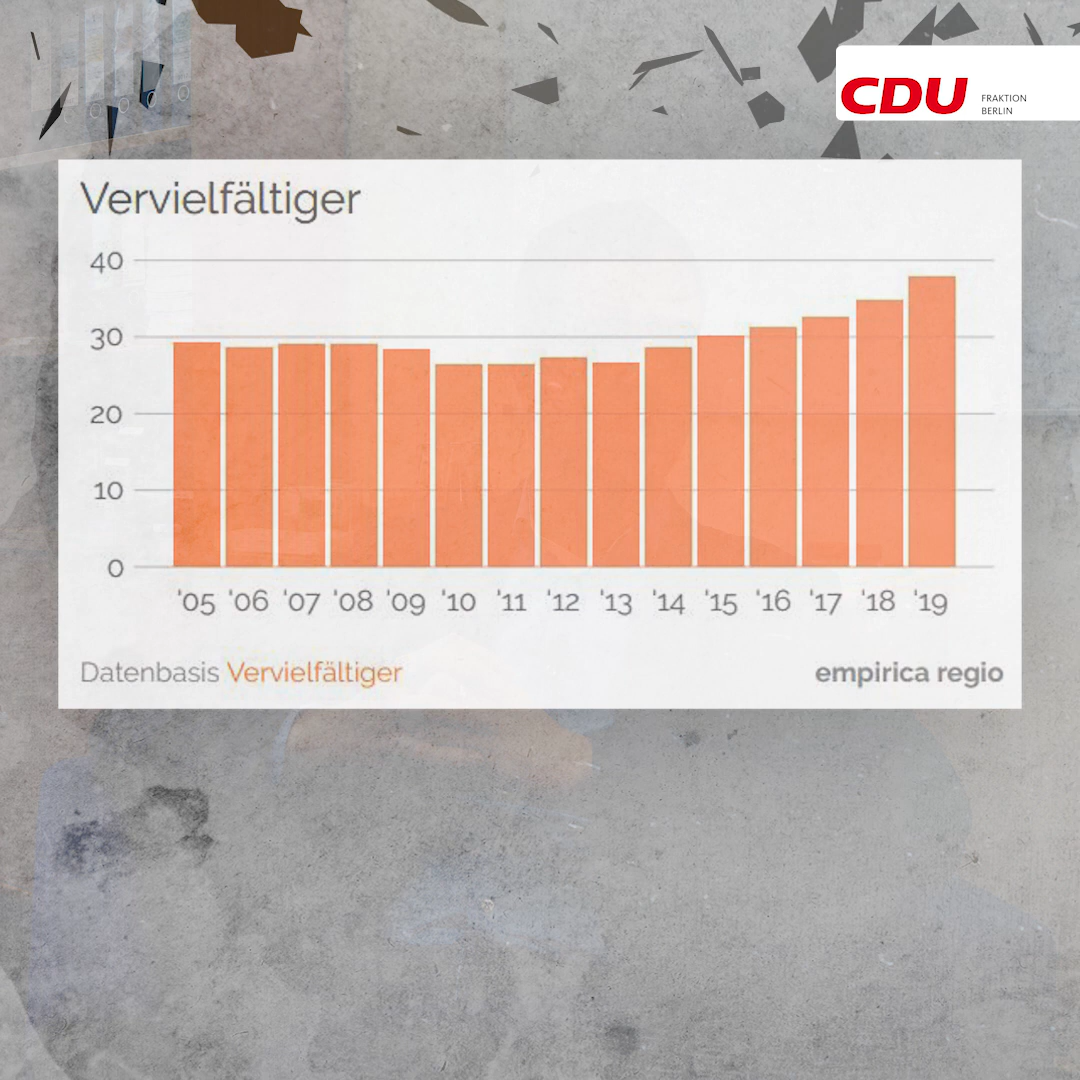 CDU FRAKTION
BERLIN
Vervielfältiger
40
30
20
10
0
'05 '06 '07 '08 '09 '10 '11 '12 '13 '14 '15 '16 '17 '18 '19
Datenbasis Vervielfältiger empirica regio